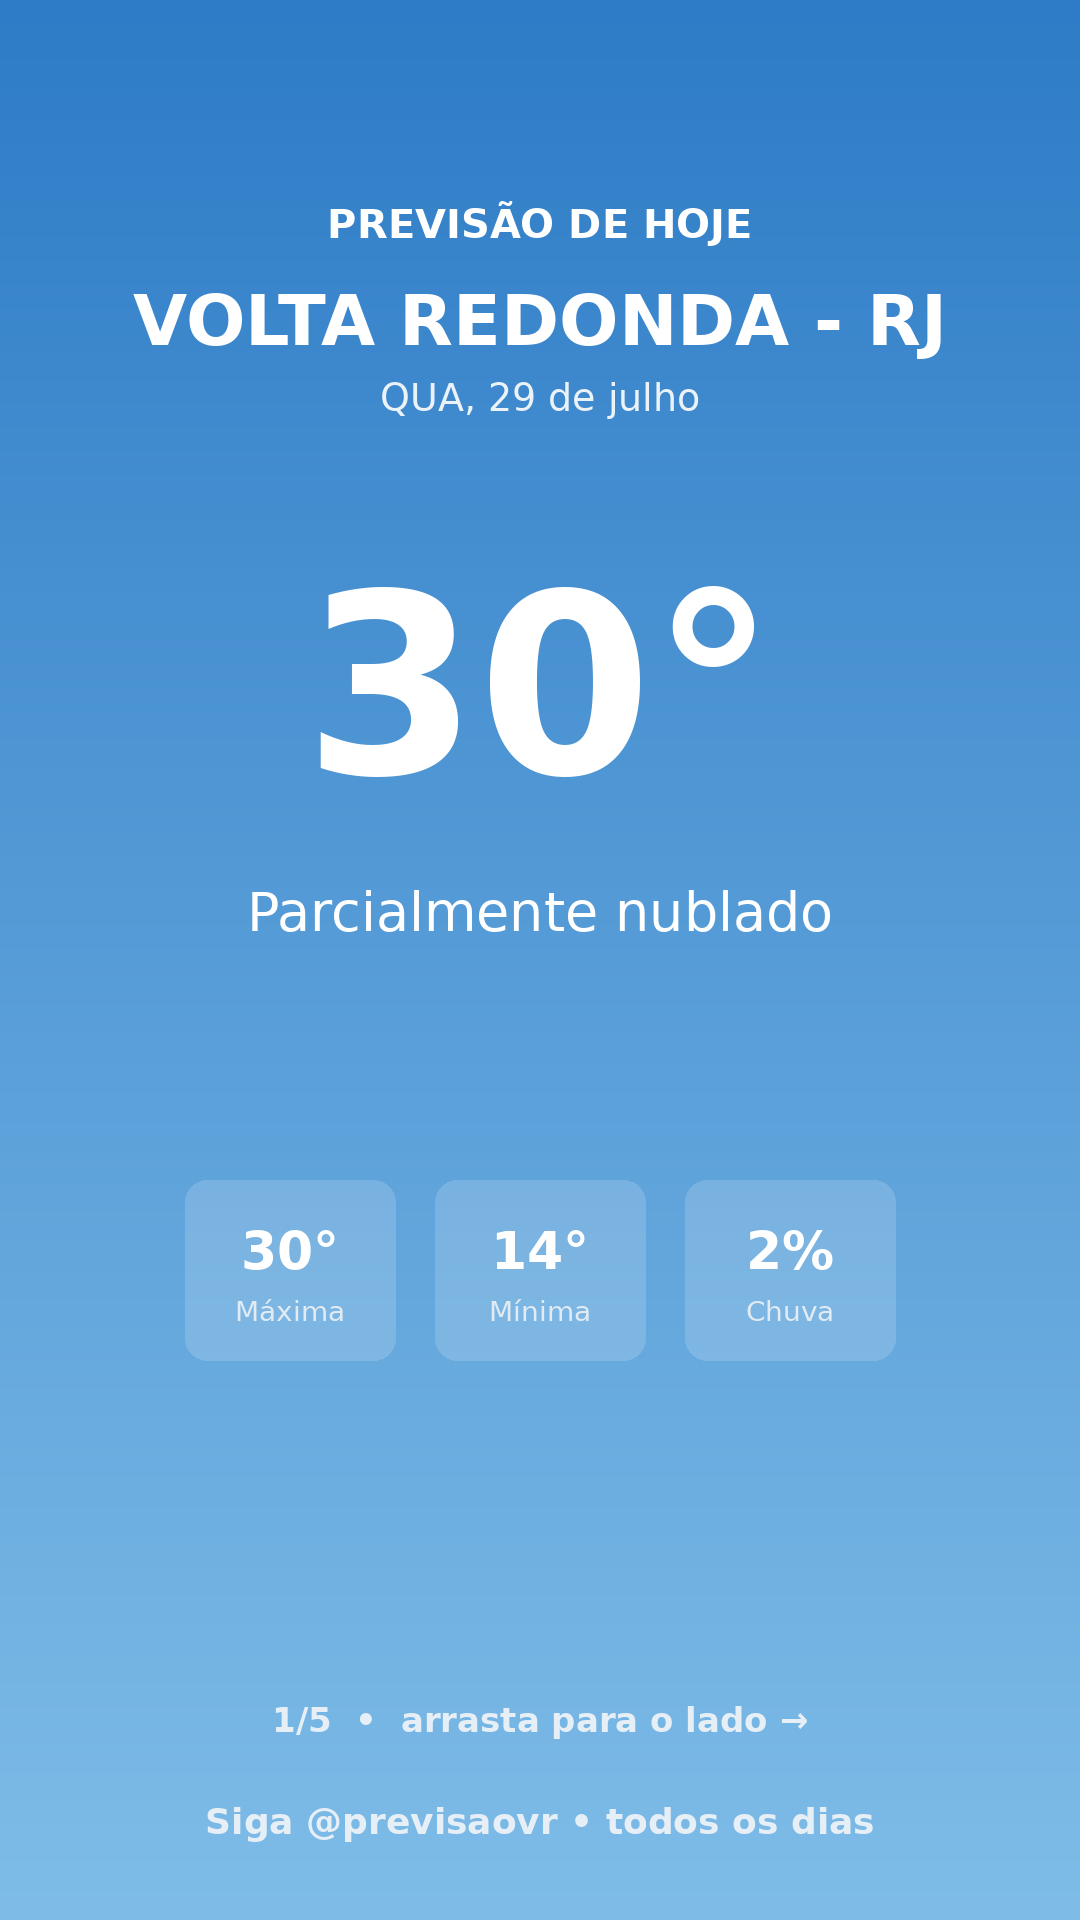 PREVISÃO DE HOJE
VOLTA REDONDA - RJ
QUA, 29 de julho
30°
Parcialmente nublado
30° 14° 2%
Máxima Mínima Chuva
1/5 • arrasta para o lado →
Siga @previsaovr • todos os dias